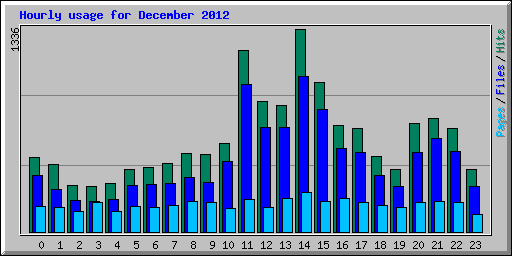 Hourly usage for December 2012
1336
Pages / Files / Hits
0 1 2 3 4 5 6 7 8 9 10 11 12 13 14 15 16 17 18 19 20 21 22 23